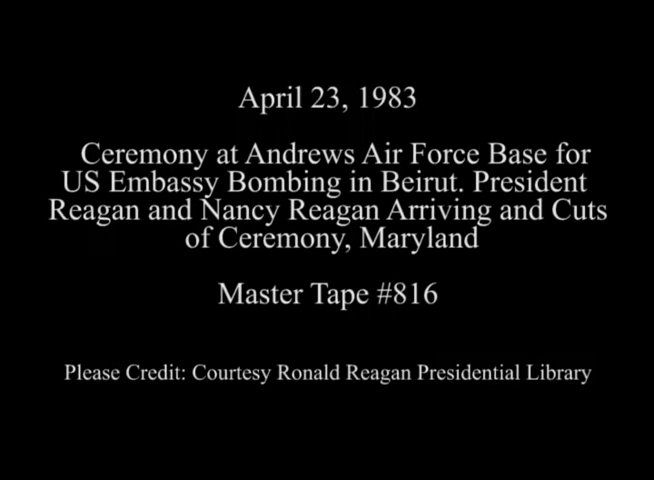 April 23, 1983
Ceremony at Andrews Air Force Base for
US Embassy Bombing in Beirut. President
Reagan and Nancy Reagan Arriving and Cuts
of Ceremony, Maryland
Master Tape #816
Please Credit: Courtesy Ronald Reagan Presidential Library